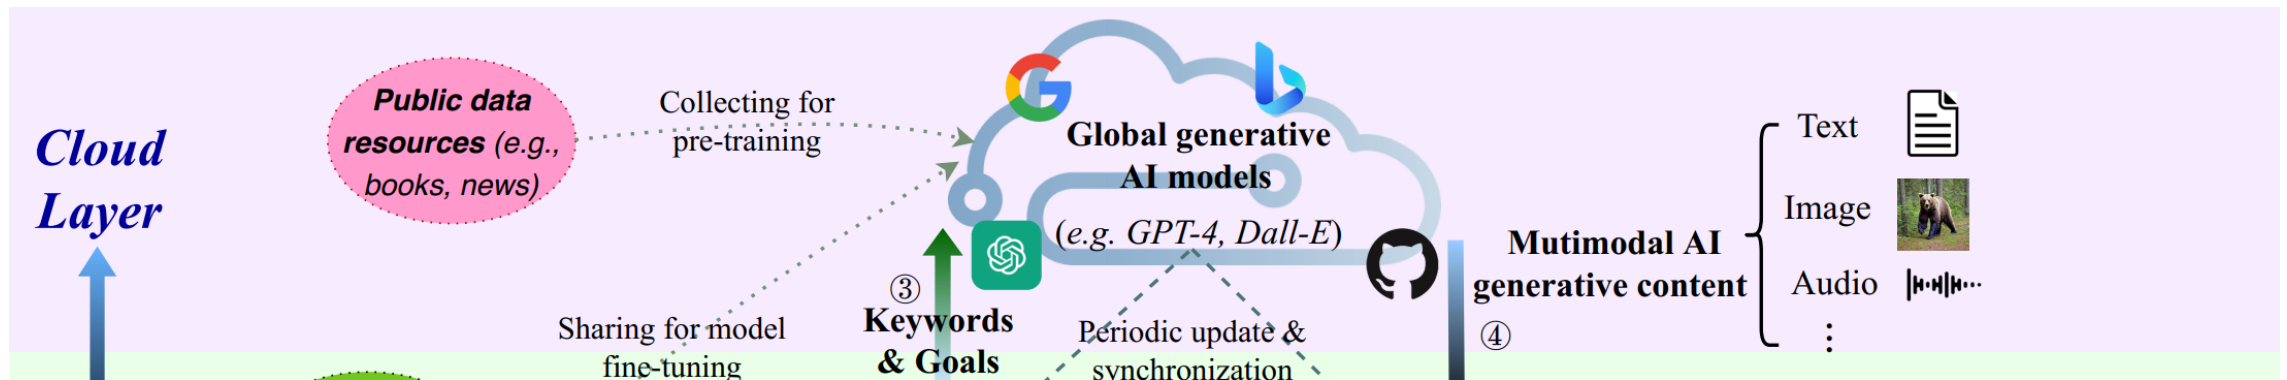 Cloud
Layer
Public data
resources (e.g.,
books, news)
Collecting for
pre-training
Sharing for model
fine-tuning
Global generative
AI models
(e.g. GPT-4, Dall-E)
③
Keywords
& Goals
Periodic update &
synchronization
Mutimodal AI
generative content
④
Text
Image
Audio
⋮